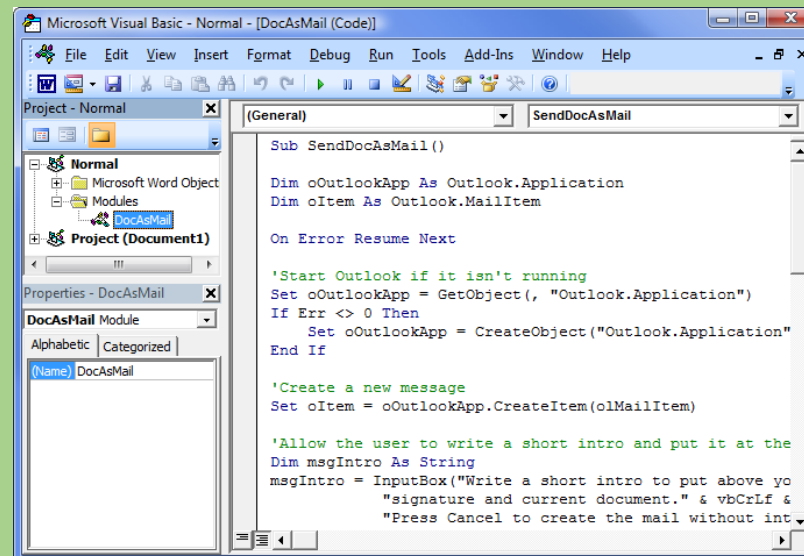 Microsoft Visual Basic - Normal - [DocAsMail (Code)]
File Edit View Insert Format Debug Run Tools Add-Ins Window Help
Project - Normal
Normal
Microsoft Word Object
Modules
DocAsMail
Project (Document1)
Properties - DocAsMail
DocAsMail Module
Alphabetic Categorized
(Name) DocAsMail
(General) SendDocAsMail
Sub SendDocAsMail()
Dim oOutlookApp As Outlook.Application
Dim oItem As Outlook.MailItem
On Error Resume Next
'Start Outlook if it isn't running
Set oOutlookApp = GetObject(, "Outlook.Application")
If Err <> 0 Then
    Set oOutlookApp = CreateObject("Outlook.Application"
End If
'Create a new message
Set oItem = oOutlookApp.CreateItem(olMailItem)
'Allow the user to write a short intro and put it at the
Dim msgIntro As String
msgIntro = InputBox("Write a short intro to put above yo
            "signature and current document." & vbCrLf &
            "Press Cancel to create the mail without int